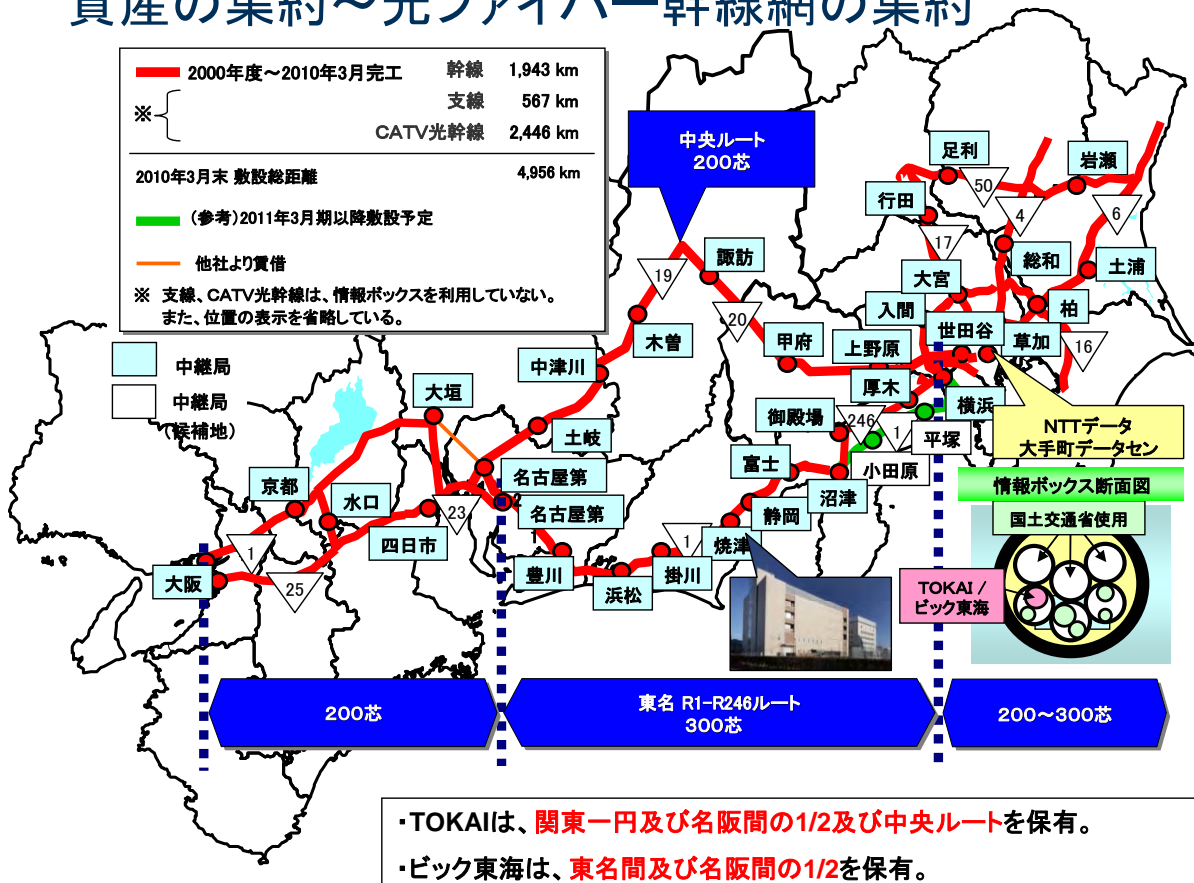 資産の集約～光ファイバー幹線網の集約
2000年度～2010年3月完工 幹線 1,943 km
※ 支線 567 km
CATV光幹線 2,446 km
2010年3月末 敷設総距離 4,956 km
(参考)2011年3月期以降敷設予定
他社より賃借
※ 支線、CATV光幹線は、情報ボックスを利用していない。
また、位置の表示を省略している。
中継局
中継局
(候補地)
中央ルート
200芯
足利
岩瀬
50
行田
4
6
17
総和
土浦
諏訪
19
大宮
20
入間
柏
木曽
世田谷
草加
16
甲府
上野原
中津川
厚木
横浜
大垣
御殿場
246
1
平塚
土岐
小田原
NTTデータ
大手町データセン
タ
富士
沼津
名古屋第
2
京都
水口
名古屋第
1
23
静岡
情報ボックス断面図
国土交通省使用
四日市
焼津
1
1
大阪
25
豊川
浜松
掛川
TOKAI /
ビック東海
200芯
東名 R1-R246ルート
300芯
200～300芯
・TOKAIは、関東一円及び名阪間の1/2及び中央ルートを保有。
・ビック東海は、東名間及び名阪間の1/2を保有。